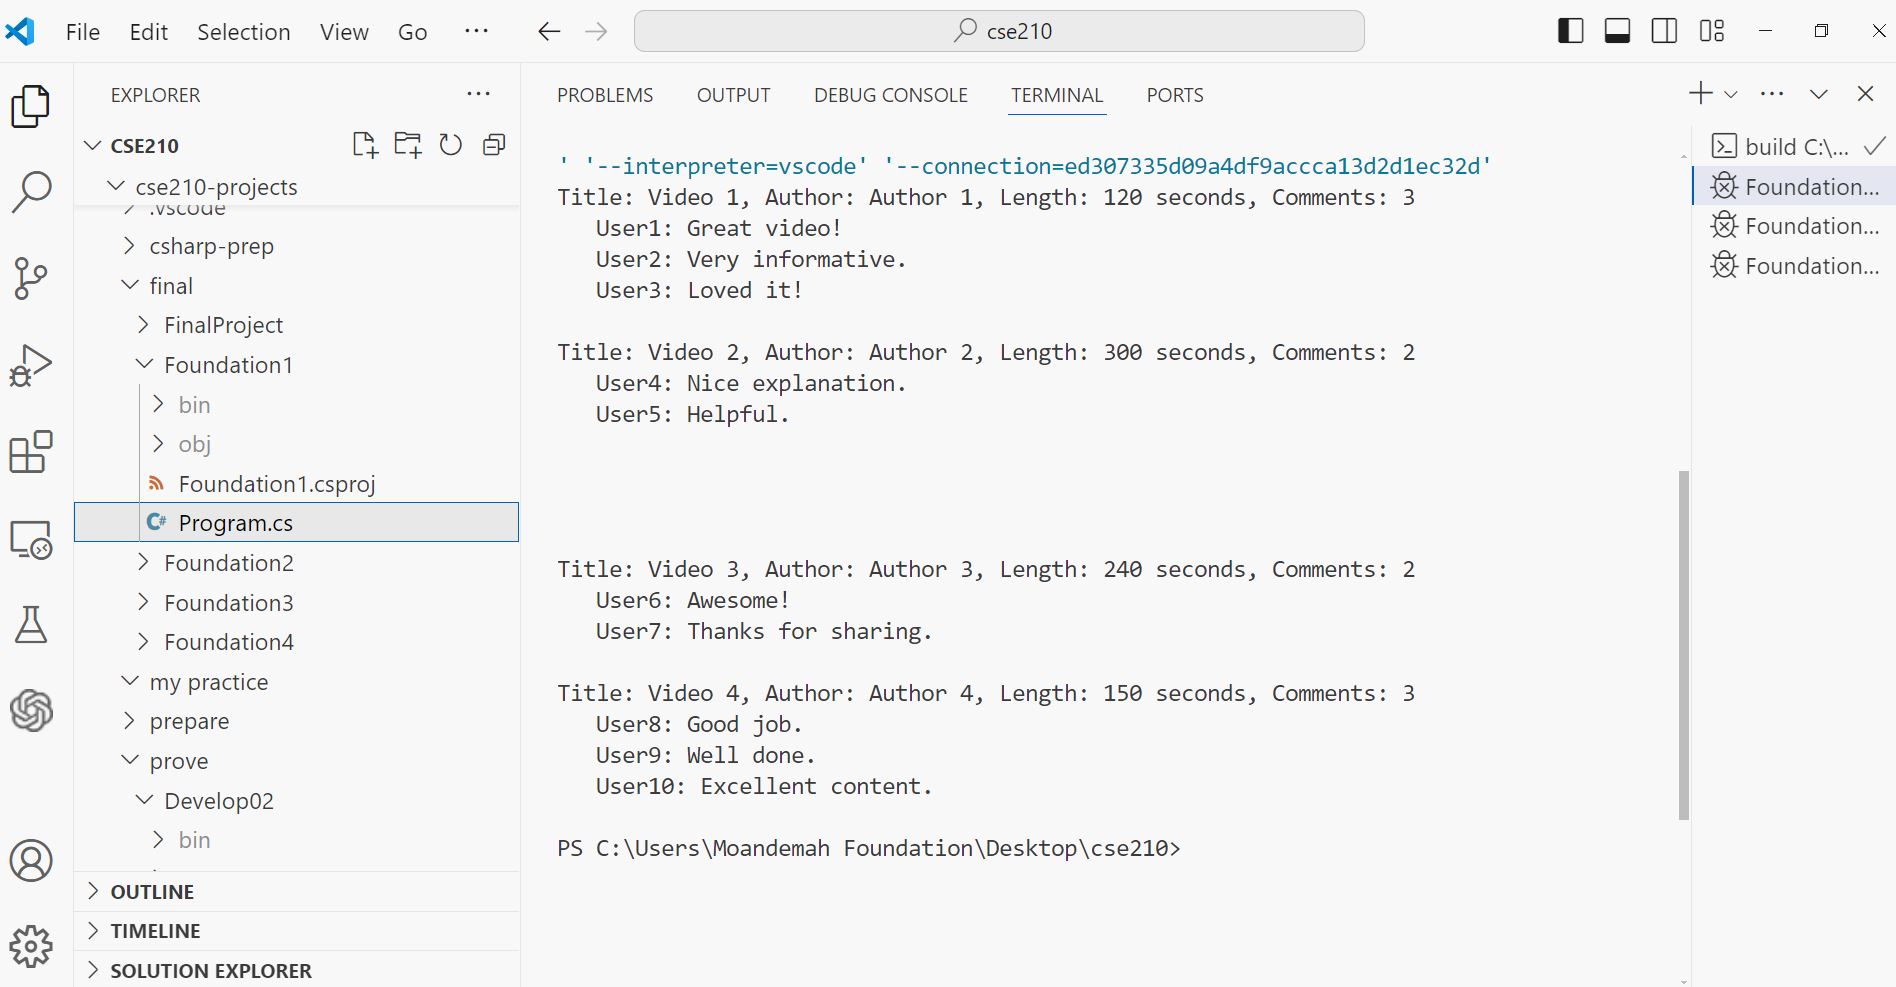 File Edit Selection View Go ···
cse210
EXPLORER ···
CSE210
cse210-projects
.vscode
csharp-prep
final
FinalProject
Foundation1
bin
obj
Foundation1.csproj
C# Program.cs
Foundation2
Foundation3
Foundation4
my practice
prepare
prove
Develop02
bin
OUTLINE
TIMELINE
SOLUTION EXPLORER
PROBLEMS OUTPUT DEBUG CONSOLE TERMINAL PORTS
' '--interpreter=vscode' '--connection=ed307335d09a4df9accca13d2d1ec32d'
Title: Video 1, Author: Author 1, Length: 120 seconds, Comments: 3
User1: Great video!
User2: Very informative.
User3: Loved it!
Title: Video 2, Author: Author 2, Length: 300 seconds, Comments: 2
User4: Nice explanation.
User5: Helpful.
Title: Video 3, Author: Author 3, Length: 240 seconds, Comments: 2
User6: Awesome!
User7: Thanks for sharing.
Title: Video 4, Author: Author 4, Length: 150 seconds, Comments: 3
User8: Good job.
User9: Well done.
User10: Excellent content.
PS C:\Users\Moandemah Foundation\Desktop\cse210>
build C:\...
Foundation...
Foundation...
Foundation...